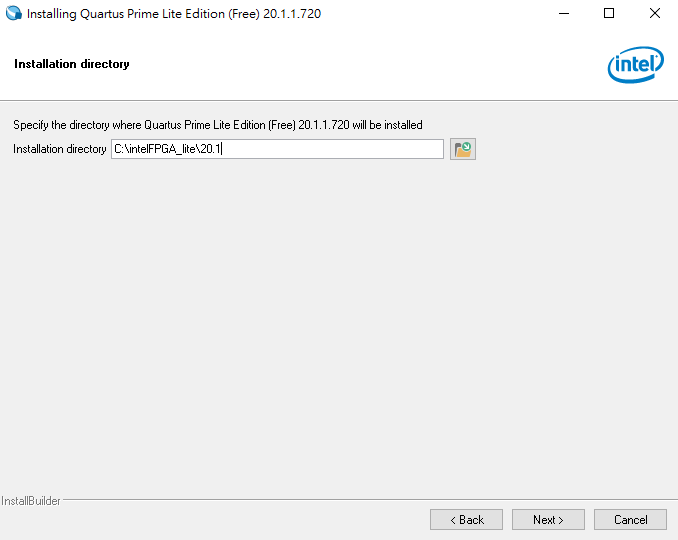 Installing Quartus Prime Lite Edition (Free) 20.1.1.720
Installation directory
intel
Specify the directory where Quartus Prime Lite Edition (Free) 20.1.1.720 will be installed
Installation directory C:\intelFPGA_lite\20.1
InstallBuilder
< Back Next > Cancel